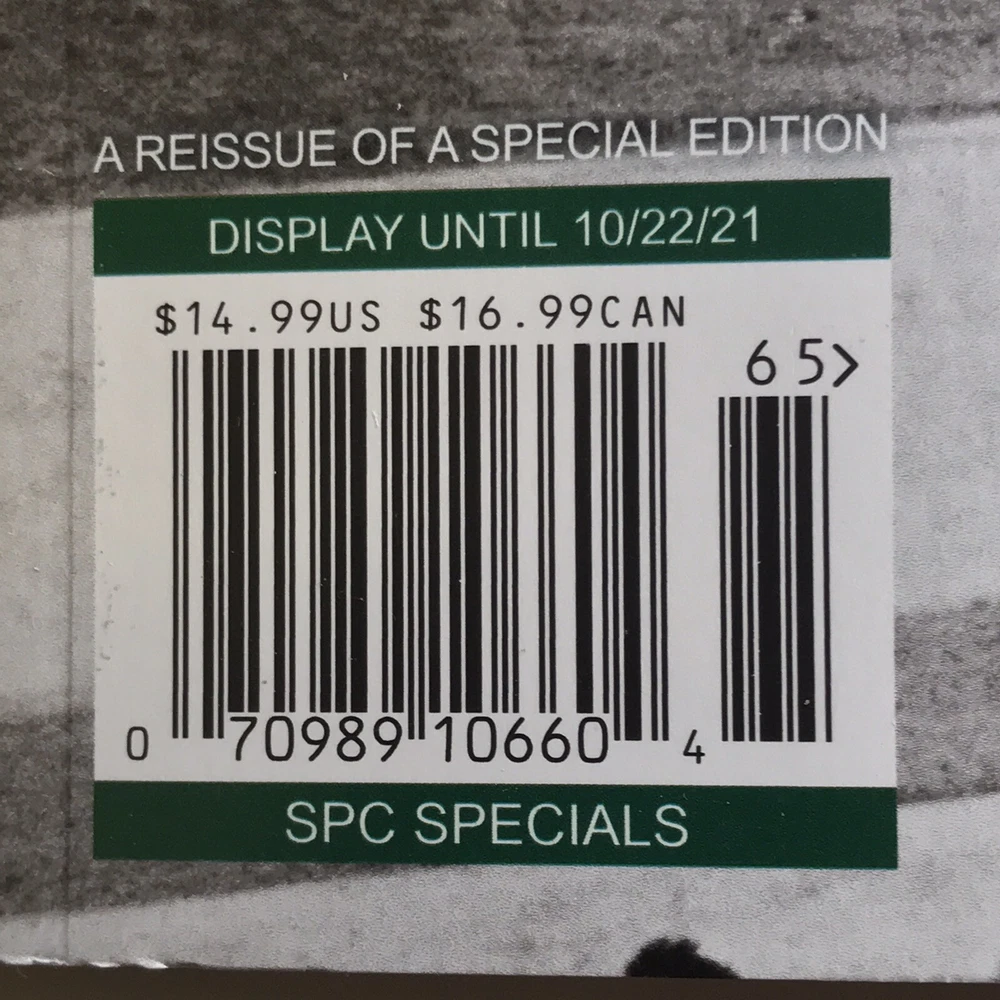 A REISSUE OF A SPECIAL EDITION
DISPLAY UNTIL 10/22/21
$14.99US $16.99CAN
65>
0 70989 10660 4
SPC SPECIALS